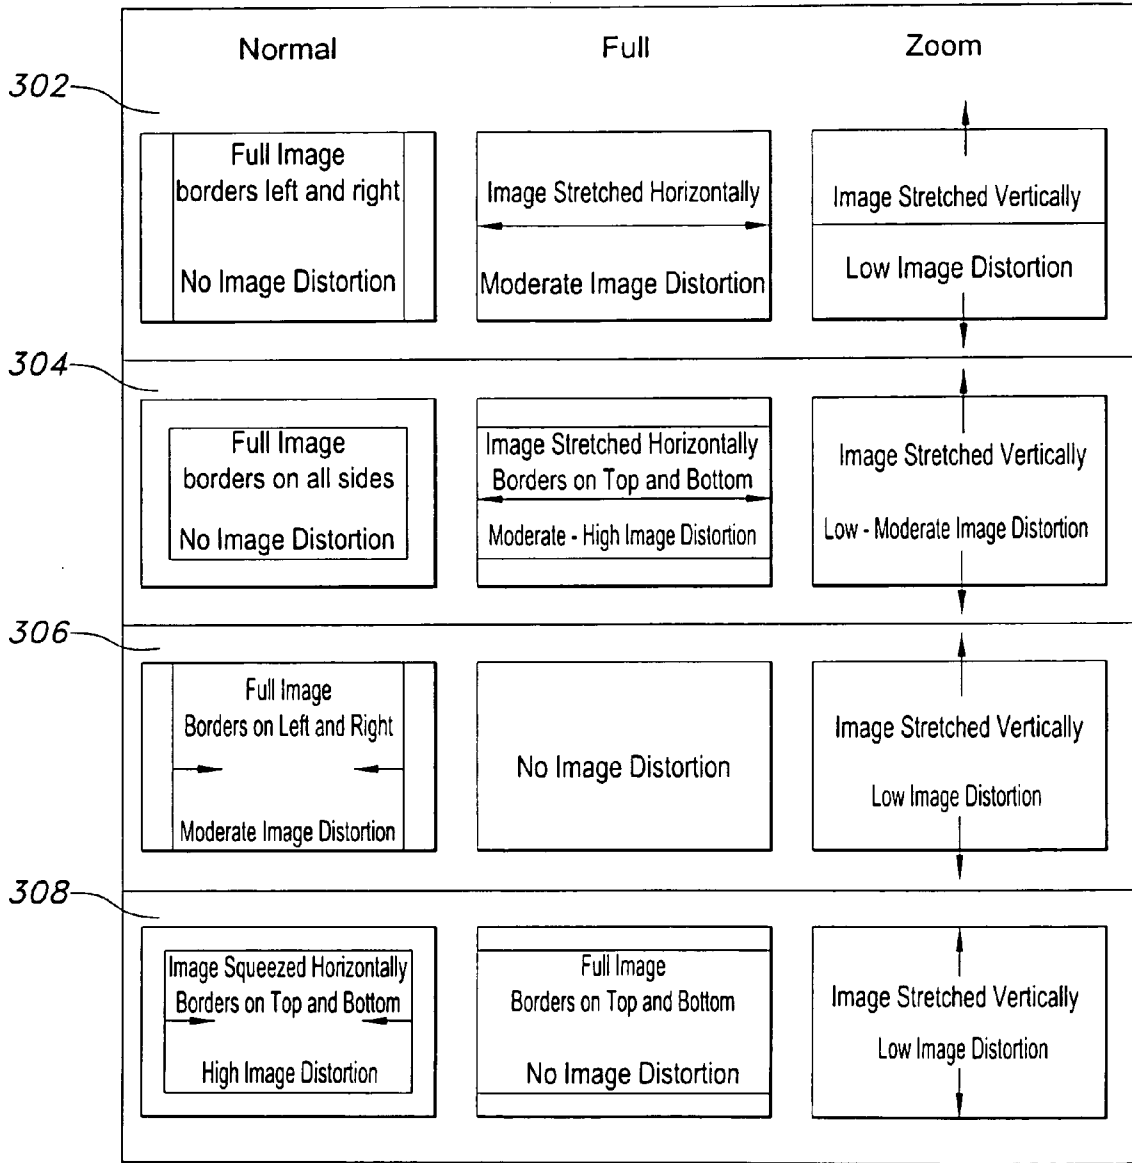 Normal
Full
Zoom
302
Full Image
borders left and right
No Image Distortion
Image Stretched Horizontally
Moderate Image Distortion
Image Stretched Vertically
Low Image Distortion
304
Full Image
borders on all sides
No Image Distortion
Image Stretched Horizontally
Borders on Top and Bottom
Moderate - High Image Distortion
Image Stretched Vertically
Low - Moderate Image Distortion
306
Full Image
Borders on Left and Right
Moderate Image Distortion
No Image Distortion
Image Stretched Vertically
Low Image Distortion
308
Image Squeezed Horizontally
Borders on Top and Bottom
High Image Distortion
Full Image
Borders on Top and Bottom
No Image Distortion
Image Stretched Vertically
Low Image Distortion